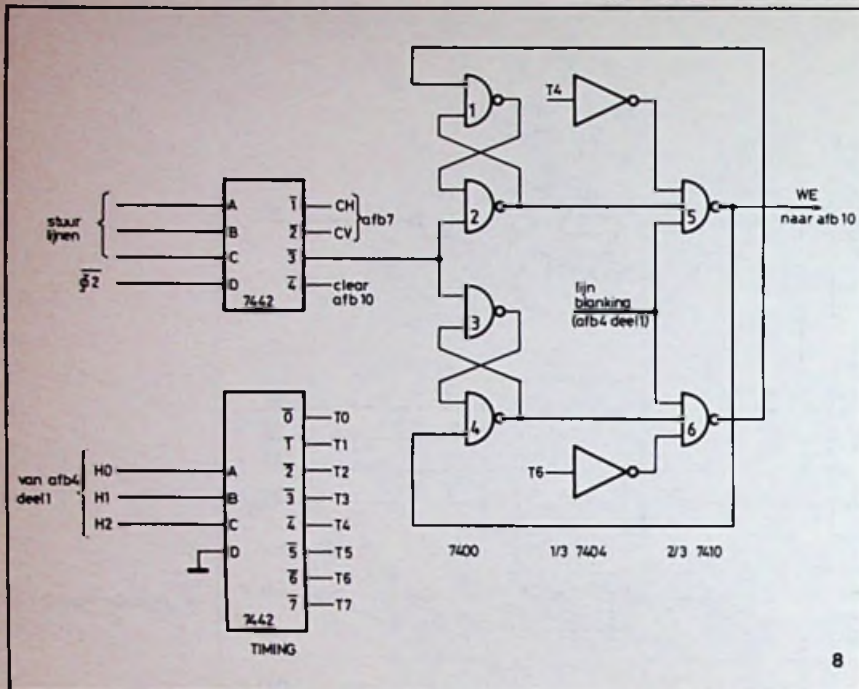 1
T4
2
5
WE
naar afb 10
stuur
lijnen
A
B
C
D
1̅
2̅
3̅
4̅
CH
CV
afb7
clear
afb 10
7442
lijn
blanking
(afb4 deel1)
3
4
6
T6
van afb4
deel1
H0
H1
H2
A
B
C
D
0̅
T
2̅
3̅
4̅
5̅
6̅
7̅
T0
T1
T2
T3
T4
T5
T6
T7
7442
TIMING
7400
1/3 7404
2/3 7410
8